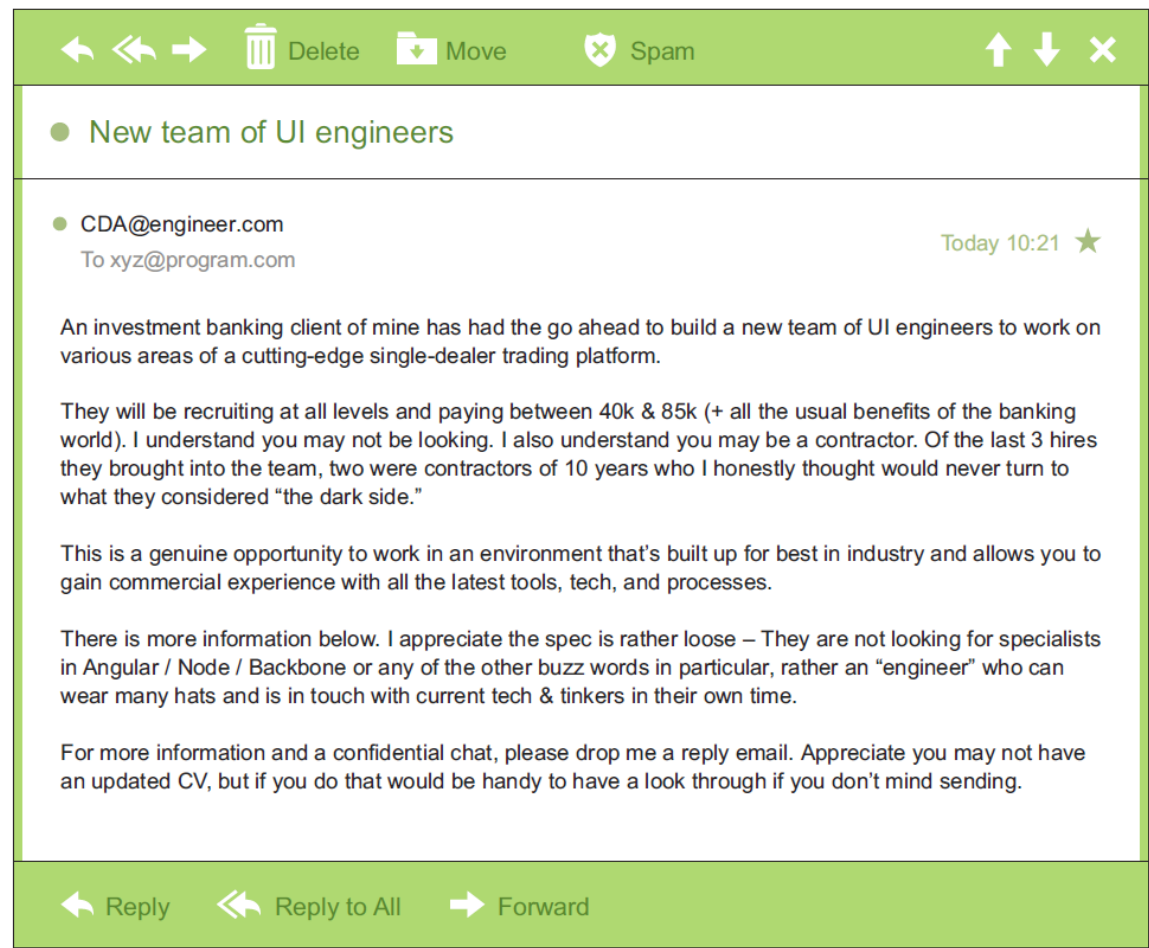 Delete Move Spam
New team of UI engineers
CDA@engineer.com
Today 10:21
To xyz@program.com
An investment banking client of mine has had the go ahead to build a new team of UI engineers to work on
various areas of a cutting-edge single-dealer trading platform.
They will be recruiting at all levels and paying between 40k & 85k (+ all the usual benefits of the banking
world). I understand you may not be looking. I also understand you may be a contractor. Of the last 3 hires
they brought into the team, two were contractors of 10 years who I honestly thought would never turn to
what they considered “the dark side.”
This is a genuine opportunity to work in an environment that’s built up for best in industry and allows you to
gain commercial experience with all the latest tools, tech, and processes.
There is more information below. I appreciate the spec is rather loose – They are not looking for specialists
in Angular / Node / Backbone or any of the other buzz words in particular, rather an “engineer” who can
wear many hats and is in touch with current tech & tinkers in their own time.
For more information and a confidential chat, please drop me a reply email. Appreciate you may not have
an updated CV, but if you do that would be handy to have a look through if you don’t mind sending.
Reply Reply to All Forward